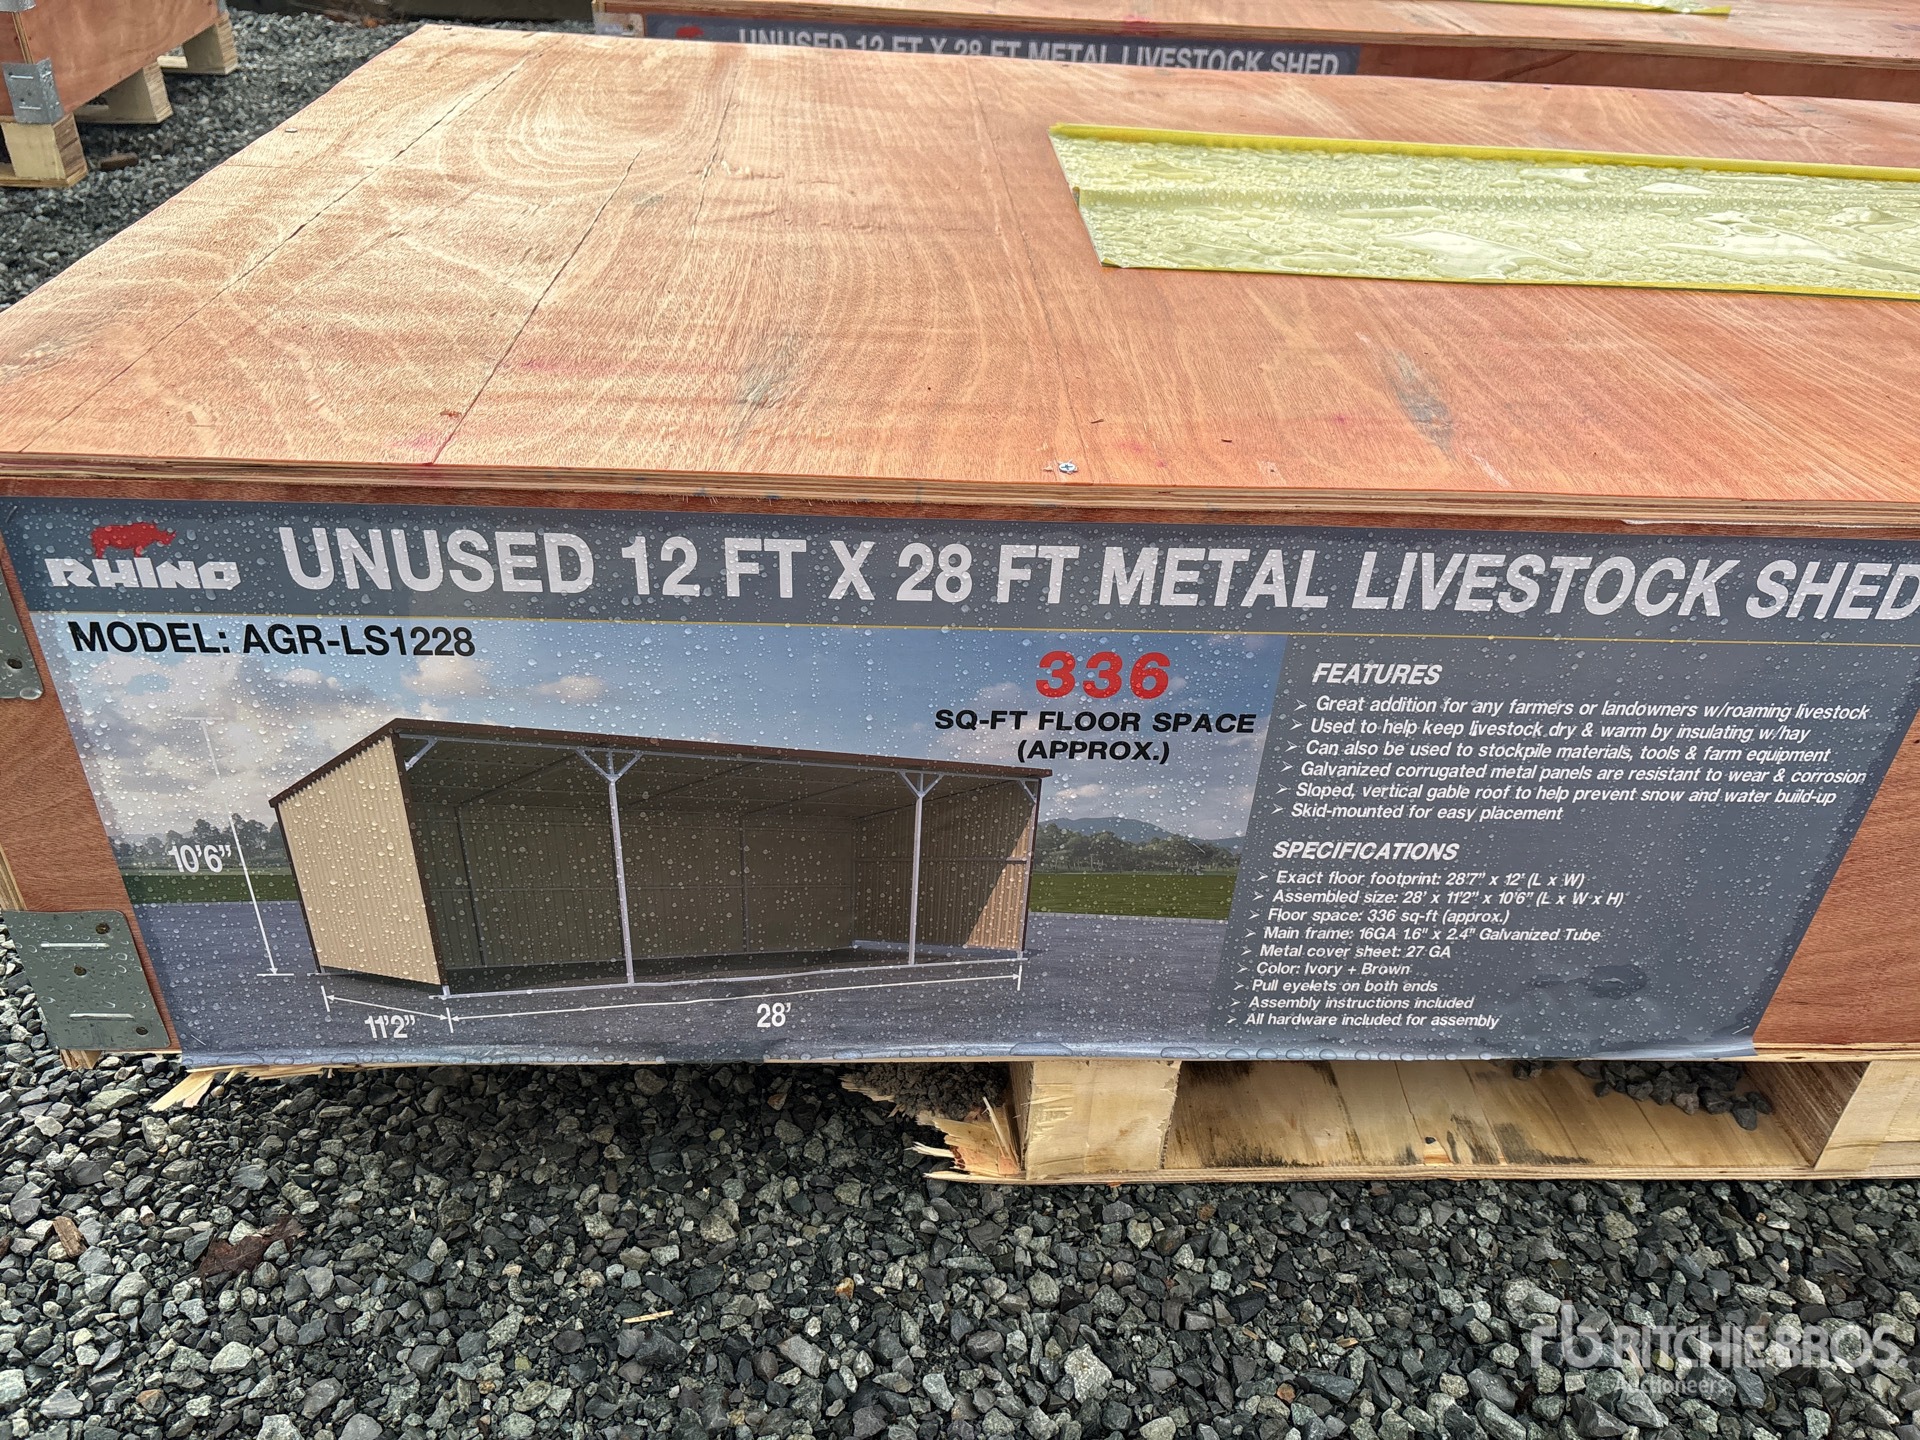 UNUSED 12 FT X 28 FT METAL LIVESTOCK SHED
RHINO UNUSED 12 FT X 28 FT METAL LIVESTOCK SHED
MODEL: AGR-LS1228
336
SQ-FT FLOOR SPACE
(APPROX.)
10'6"
11'2"
28'
FEATURES
➢ Great addition for any farmers or landowners w/roaming livestock
➢ Used to help keep livestock dry & warm by insulating w/hay
➢ Can also be used to stockpile materials, tools & farm equipment
➢ Galvanized corrugated metal panels are resistant to wear & corrosion
➢ Sloped, vertical gable roof to help prevent snow and water build-up
➢ Skid-mounted for easy placement
SPECIFICATIONS
➢ Exact floor footprint: 28'7" x 12' (L x W)
➢ Assembled size: 28' x 11'2" x 10'6" (L x W x H)'
➢ Floor space: 336 sq-ft (approx.)
➢ Main frame: 16GA 1.6" x 2.4" Galvanized Tube
➢ Metal cover sheet: 27 GA
➢ Color: Ivory + Brown
➢ Pull eyelets on both ends
➢ Assembly instructions included
➢ All hardware included for assembly
rb RITCHIE BROS.
Auctioneers